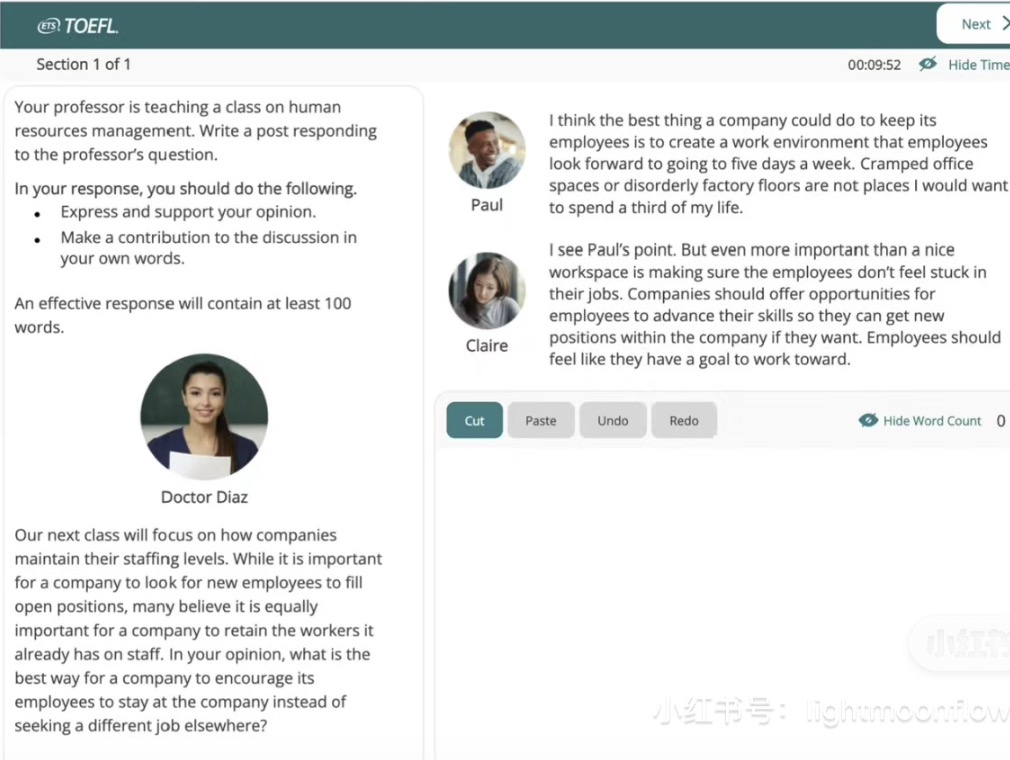 ETS TOEFL.
Next
Section 1 of 1
00:09:52
Hide Time
Your professor is teaching a class on human
resources management. Write a post responding
to the professor's question.
In your response, you should do the following.
• Express and support your opinion.
• Make a contribution to the discussion in
your own words.
An effective response will contain at least 100
words.
Doctor Diaz
Our next class will focus on how companies
maintain their staffing levels. While it is important
for a company to look for new employees to fill
open positions, many believe it is equally
important for a company to retain the workers it
already has on staff. In your opinion, what is the
best way for a company to encourage its
employees to stay at the company instead of
seeking a different job elsewhere?
I think the best thing a company could do to keep its
employees is to create a work environment that employees
look forward to going to five days a week. Cramped office
spaces or disorderly factory floors are not places I would want
to spend a third of my life.
Paul
I see Paul's point. But even more important than a nice
workspace is making sure the employees don't feel stuck in
their jobs. Companies should offer opportunities for
employees to advance their skills so they can get new
positions within the company if they want. Employees should
feel like they have a goal to work toward.
Claire
Cut
Paste
Undo
Redo
Hide Word Count 0
小红书
小红书号: lightmoonflow